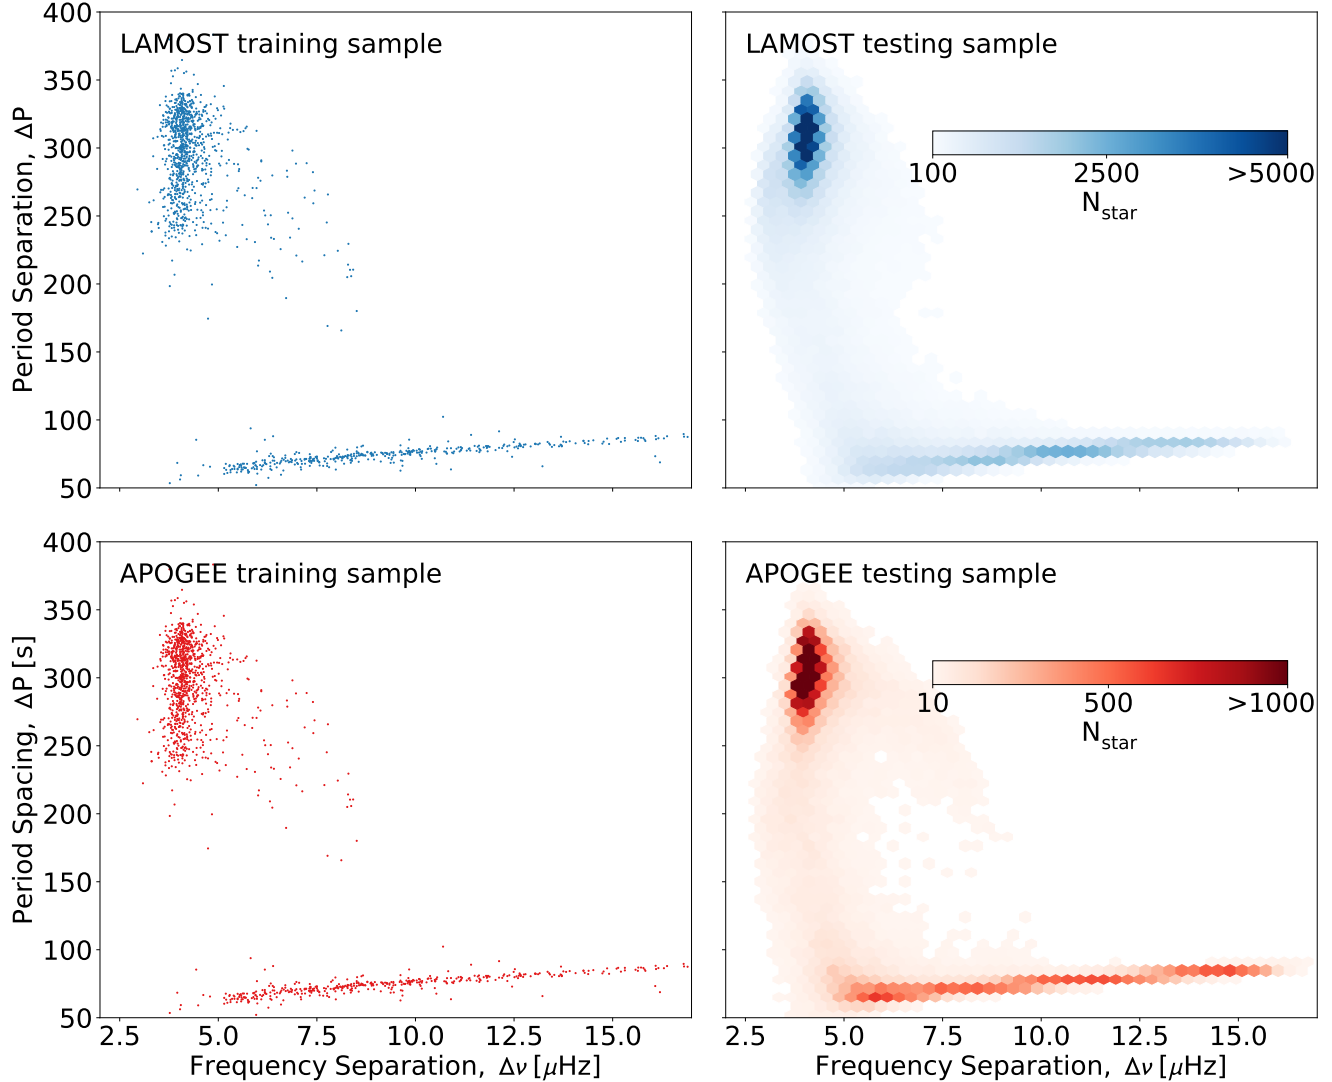 LAMOST training sample
400
350
300
250
200
150
100
50
Period Separation, ΔP
LAMOST testing sample
100 2500 >5000
N_star
APOGEE training sample
400
350
300
250
200
150
100
50
Period Spacing, ΔP [s]
2.5 5.0 7.5 10.0 12.5 15.0
Frequency Separation, Δν [μHz]
APOGEE testing sample
10 500 >1000
N_star
2.5 5.0 7.5 10.0 12.5 15.0
Frequency Separation, Δν [μHz]